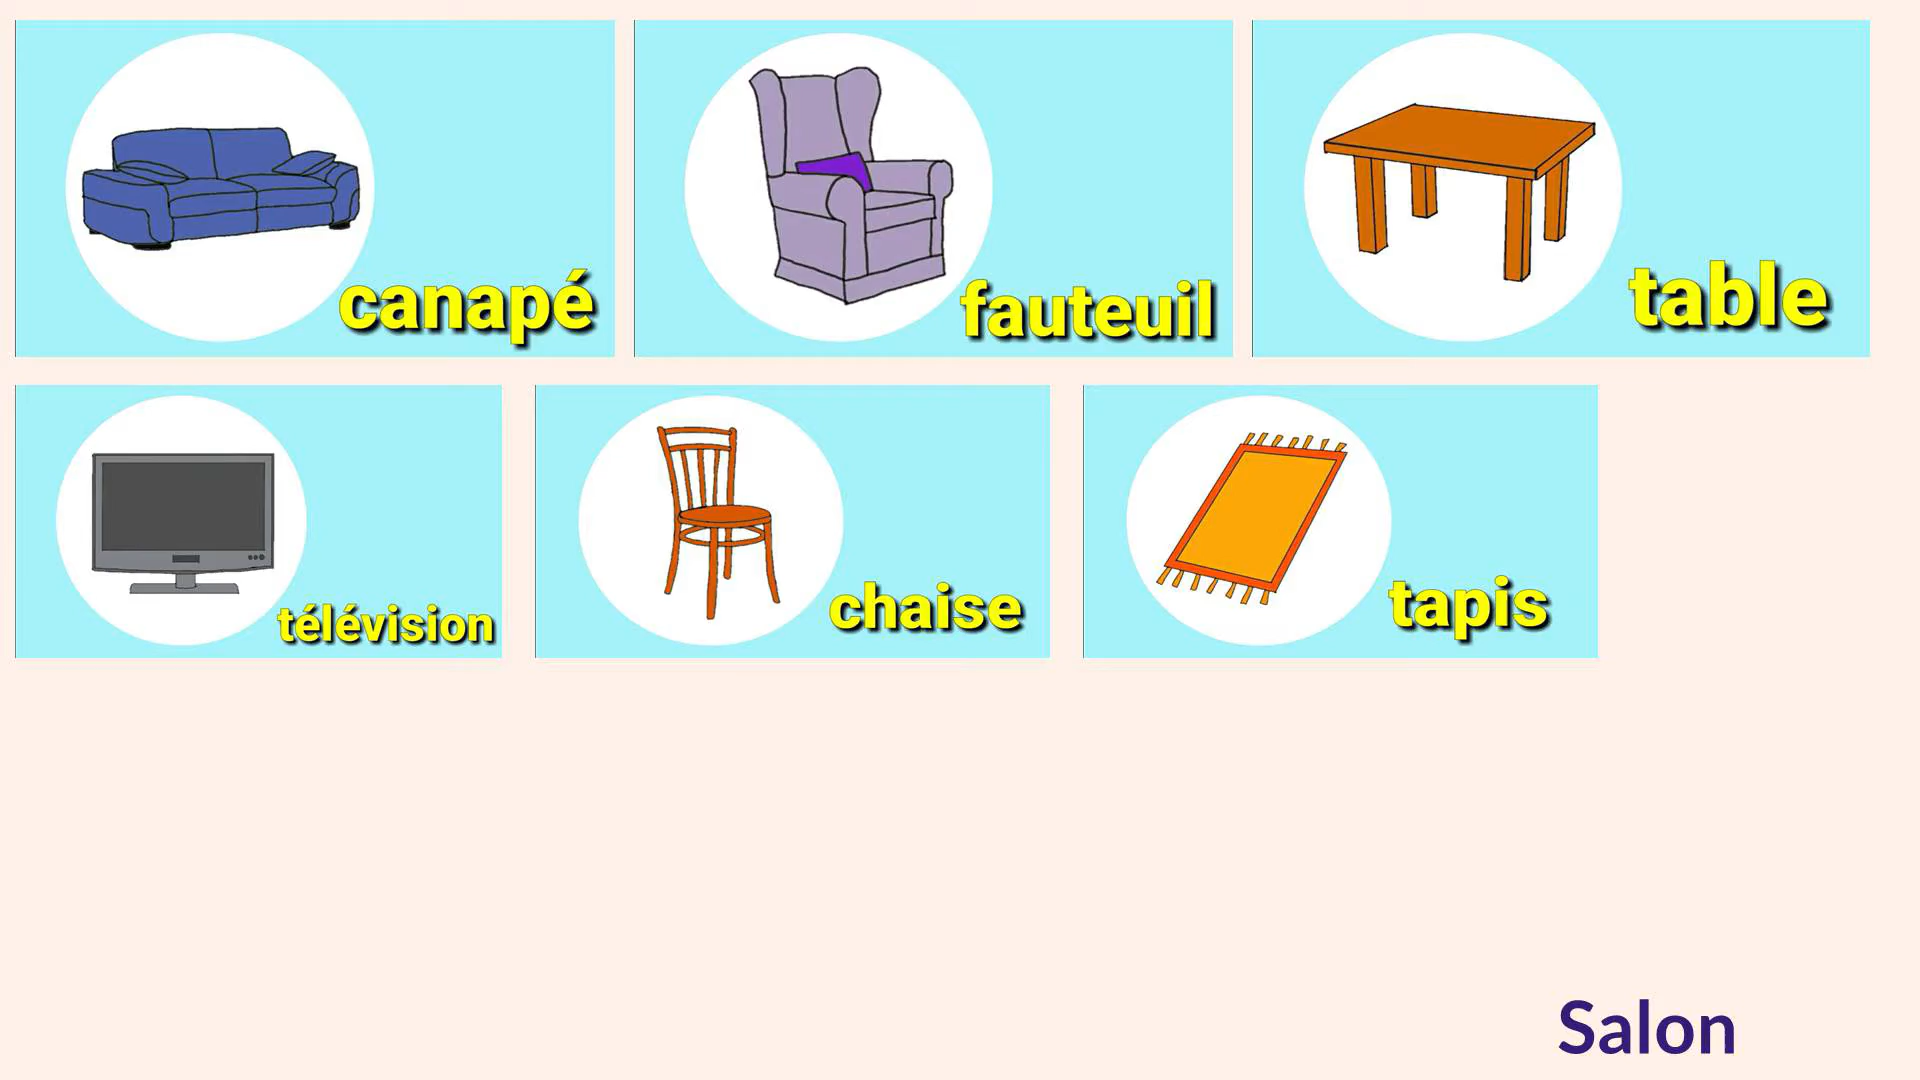 canapé
fauteuil
table
télévision
chaise
tapis
Salon